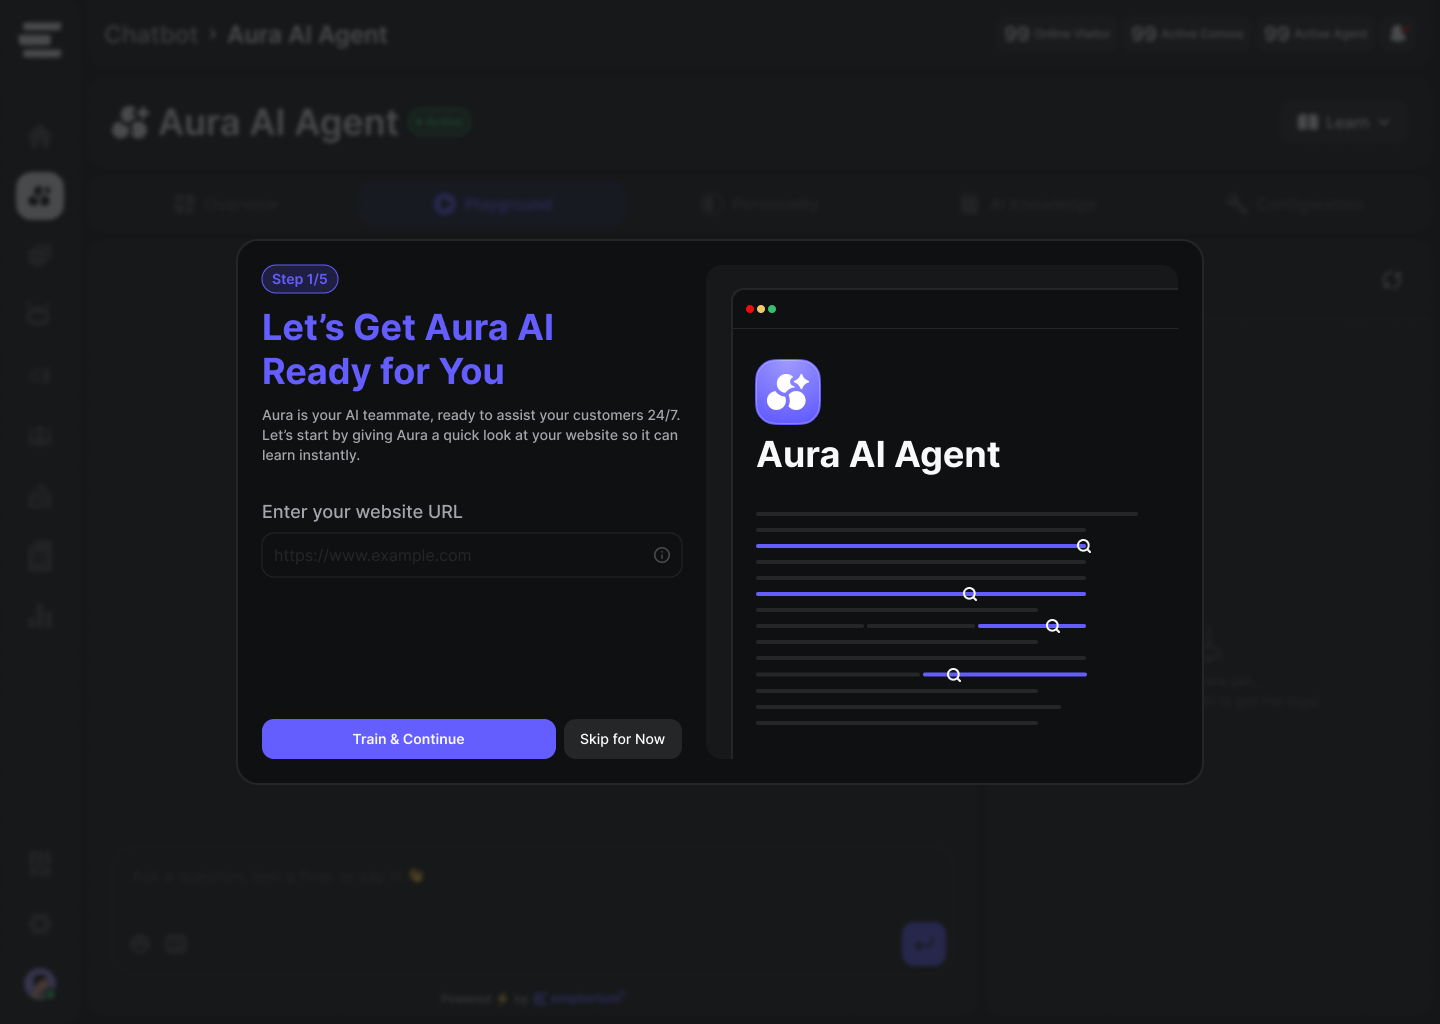 Chatbot › Aura AI Agent
99 Online Visitor
99 Active Convos
99 Active Agent
Aura AI Agent
Active
Learn
Overview
Playground
Personality
AI Knowledge
Configuration
Step 1/5
Let’s Get Aura AI
Ready for You
Aura is your AI teammate, ready to assist your customers 24/7.
Let’s start by giving Aura a quick look at your website so it can
learn instantly.
Enter your website URL
https://www.example.com
Train & Continue
Skip for Now
Aura AI Agent
Powered ⚡ by